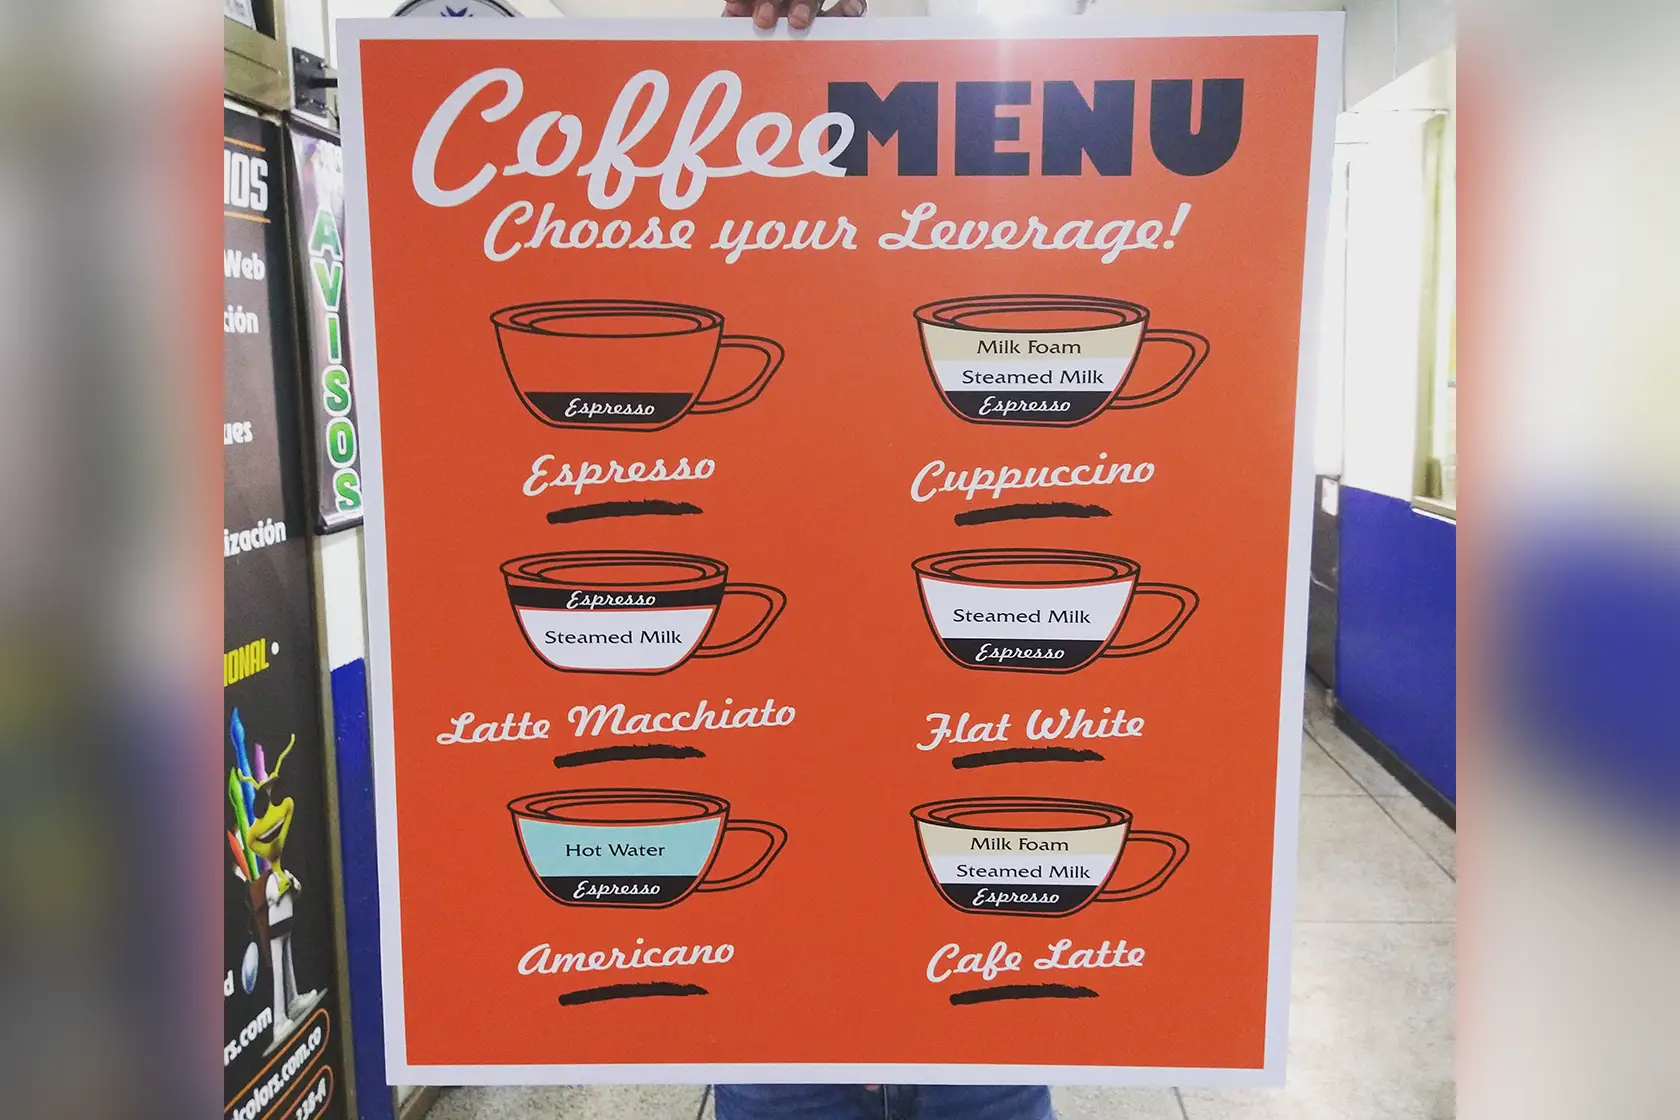 Coffee MENU
Choose your Leverage!
Espresso
Espresso
Milk Foam
Steamed Milk
Espresso
Cuppuccino
Espresso
Steamed Milk
Latte Macchiato
Steamed Milk
Espresso
Flat White
Hot Water
Espresso
Americano
Milk Foam
Steamed Milk
Espresso
Cafe Latte
AVISOS
Web